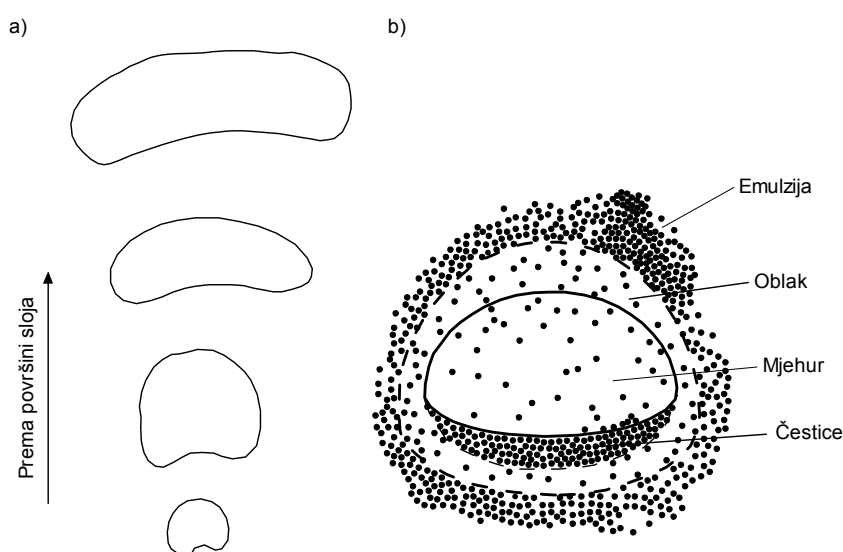 a)
b)
Emulzija
Oblak
Mjehur
Čestice
Prema površini sloja